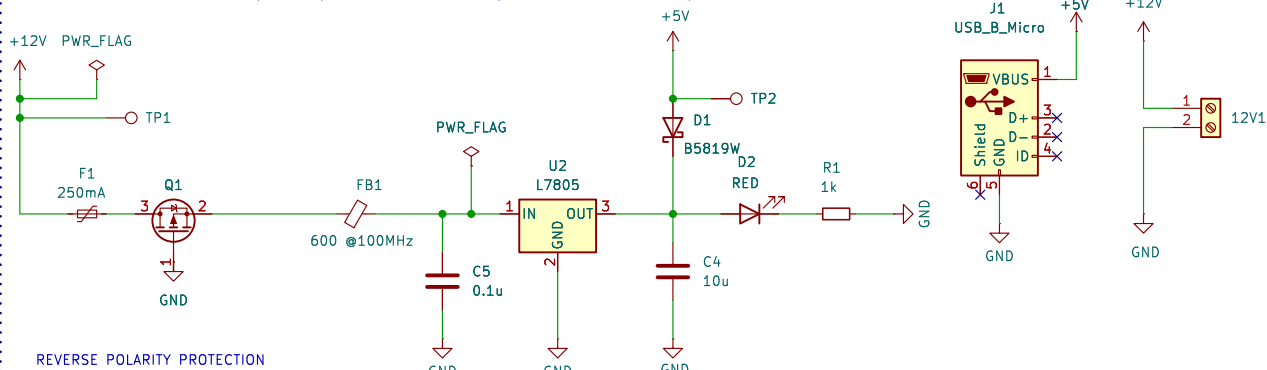 J1
USB_B_Micro
+5V
+12V
+5V
+12V
PWR_FLAG
VBUS
1
D+
3
D-
2
ID
4
Shield
GND
6
5
GND
1
2
12V1
GND
TP1
TP2
D1
B5819W
PWR_FLAG
F1
250mA
Q1
3
2
1
GND
FB1
600 @100MHz
U2
L7805
1
IN
OUT
3
GND
2
D2
RED
R1
1k
GND
C5
0.1u
C4
10u
GND
GND
GND
REVERSE POLARITY PROTECTION